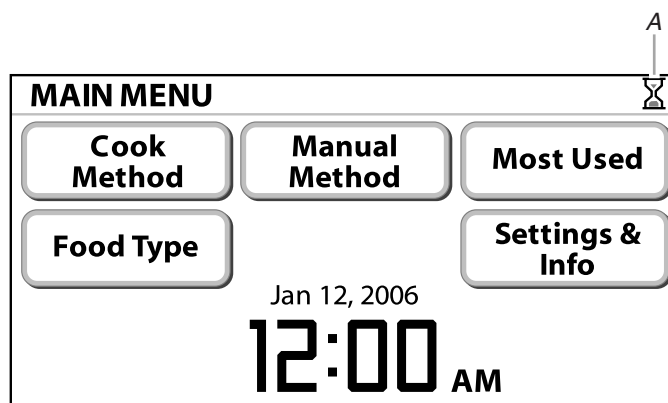 A
MAIN MENU
Cook
Method
Manual
Method
Most Used
Food Type
Settings &
Info
Jan 12, 2006
12:00 AM